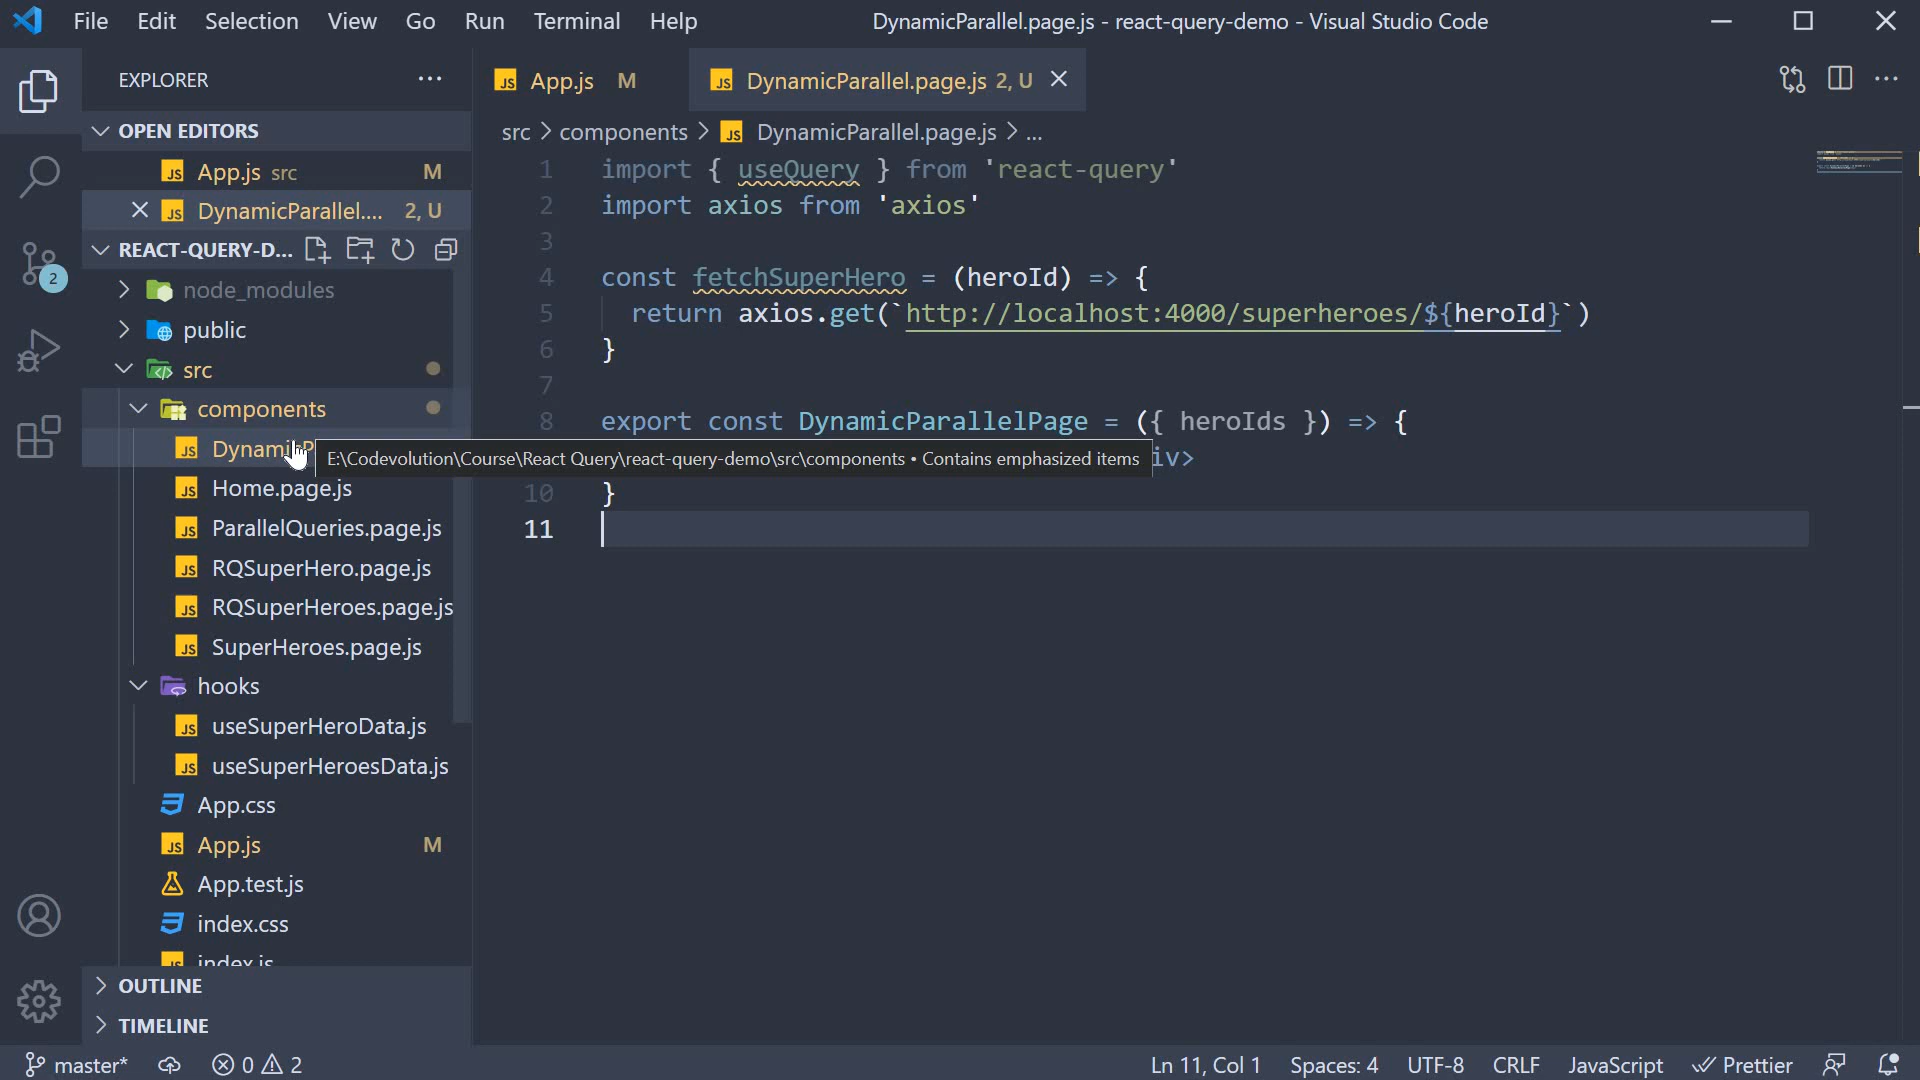 File Edit Selection View Go Run Terminal Help
DynamicParallel.page.js - react-query-demo - Visual Studio Code
EXPLORER
OPEN EDITORS
App.js src M
DynamicParallel.... 2, U
REACT-QUERY-D...
node_modules
public
src
components
DynamicP
Home.page.js
ParallelQueries.page.js
RQSuperHero.page.js
RQSuperHeroes.page.js
SuperHeroes.page.js
hooks
useSuperHeroData.js
useSuperHeroesData.js
App.css
App.js M
App.test.js
index.css
index.js
OUTLINE
TIMELINE
2
App.js M
DynamicParallel.page.js 2, U
src > components > JS DynamicParallel.page.js > ...
1 import { useQuery } from 'react-query'
2 import axios from 'axios'
3
4 const fetchSuperHero = (heroId) => {
5 return axios.get(`http://localhost:4000/superheroes/${heroId}`)
6 }
7
8 export const DynamicParallelPage = ({ heroIds }) => {
E:\Codevolution\Course\React Query\react-query-demo\src\components • Contains emphasized items iv>
10 }
11
master* 0 2
Ln 11, Col 1 Spaces: 4 UTF-8 CRLF JavaScript Prettier